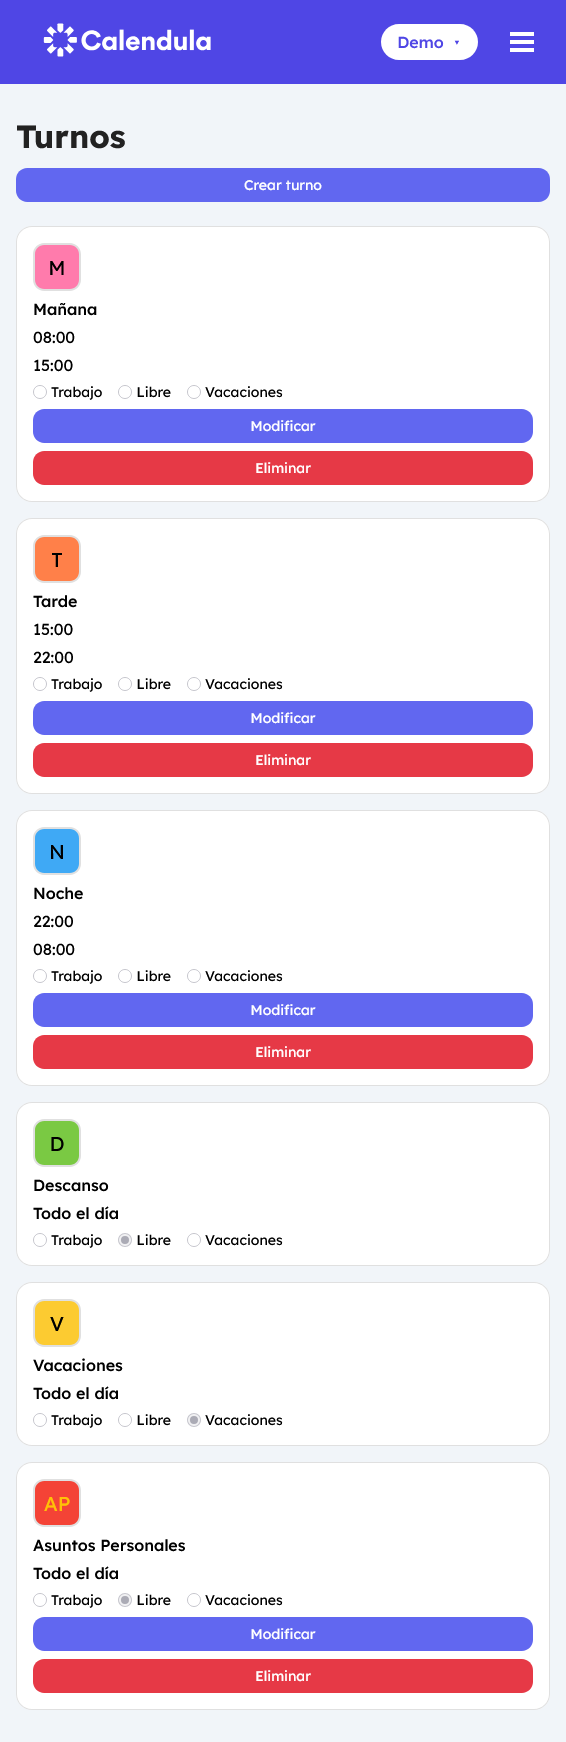 Calendula
Demo
Turnos
Crear turno
M
Mañana
08:00
15:00
Trabajo Libre Vacaciones
Modificar
Eliminar
T
Tarde
15:00
22:00
Trabajo Libre Vacaciones
Modificar
Eliminar
N
Noche
22:00
08:00
Trabajo Libre Vacaciones
Modificar
Eliminar
D
Descanso
Todo el día
Trabajo Libre Vacaciones
V
Vacaciones
Todo el día
Trabajo Libre Vacaciones
AP
Asuntos Personales
Todo el día
Trabajo Libre Vacaciones
Modificar
Eliminar